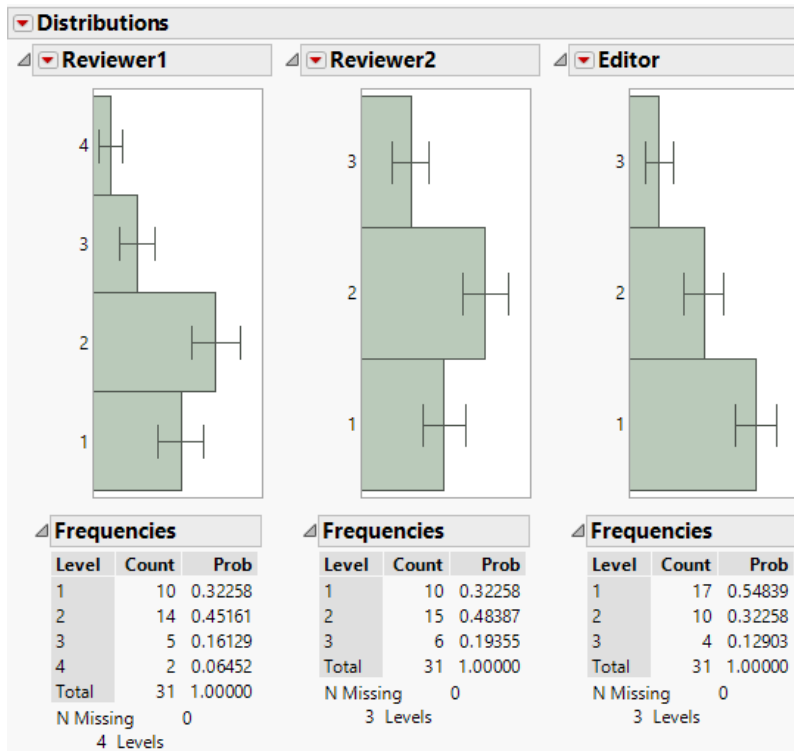 Distributions
Reviewer1
4
3
2
1
Frequencies
Level Count Prob
1 10 0.32258
2 14 0.45161
3 5 0.16129
4 2 0.06452
Total 31 1.00000
N Missing 0
4 Levels
Reviewer2
3
2
1
Frequencies
Level Count Prob
1 10 0.32258
2 15 0.48387
3 6 0.19355
Total 31 1.00000
N Missing 0
3 Levels
Editor
3
2
1
Frequencies
Level Count Prob
1 17 0.54839
2 10 0.32258
3 4 0.12903
Total 31 1.00000
N Missing 0
3 Levels